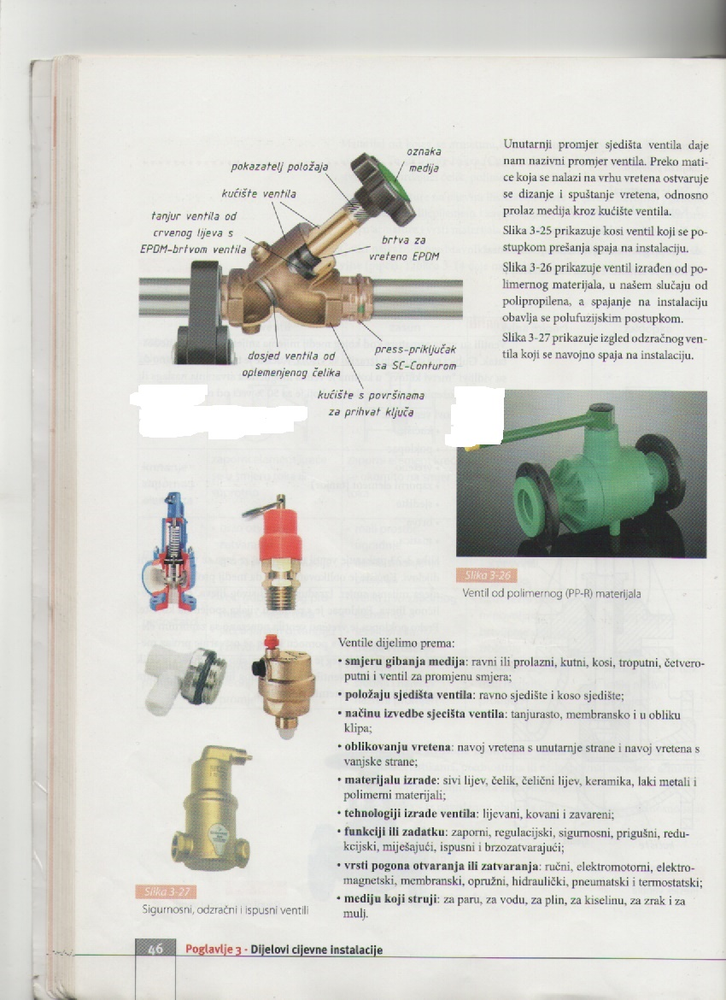 oznaka
medija
pokazatelj položaja
kućište ventila
tanjur ventila od
crvenog lijeva s
EPDM-brtvom ventila
brtva za
vreteno EPDM
dosjed ventila od
oplemenjenog čelika
press-priključak
sa SC-Conturom
kućište s površinama
za prihvat ključa
Unutarnji promjer sjedišta ventila daje
nam nazivni promjer ventila. Preko mati-
ce koja se nalazi na vrhu vretena ostvaruje
se dizanje i spuštanje vretena, odnosno
prolaz medija kroz kućište ventila.
Slika 3-25 prikazuje kosi ventil koji se po-
stupkom prešanja spaja na instalaciju.
Slika 3-26 prikazuje ventil izrađen od po-
limernog materijala, u našem slučaju od
polipropilena, a spajanje na instalaciju
obavlja se polufuzijskim postupkom.
Slika 3-27 prikazuje izgled odzračnog ven-
tila koji se navojno spaja na instalaciju.
Slika 3-26
Ventil od polimernog (PP-R) materijala
Ventile dijelimo prema:
• smjeru gibanja medija: ravni ili prolazni, kutni, kosi, troputni, četvero-
putni i ventil za promjenu smjera;
• položaju sjedišta ventila: ravno sjedište i koso sjedište;
• načinu izvedbe sjecišta ventila: tanjurasto, membransko i u obliku
klipa;
• oblikovanju vretena: navoj vretena s unutarnje strane i navoj vretena s
vanjske strane;
• materijalu izrade: sivi lijev, čelik, čelični lijev, keramika, laki metali i
polimerni materijali;
• tehnologiji izrade ventila: lijevani, kovani i zavareni;
• funkciji ili zadatku: zaporni, regulacijski, sigurnosni, prigušni, redu-
kcijski, miješajući, ispusni i brzozatvarajući;
• vrsti pogona otvaranja ili zatvaranja: ručni, elektromotorni, elektro-
magnetski, membranski, opružni, hidraulički, pneumatski i termostatski;
• mediju koji struji: za paru, za vodu, za plin, za kiselinu, za zrak i za
mulj.
Slika 3-27
Sigurnosni, odzračni i ispusni ventili
46 Poglavlje 3 - Dijelovi cijevne instalacije